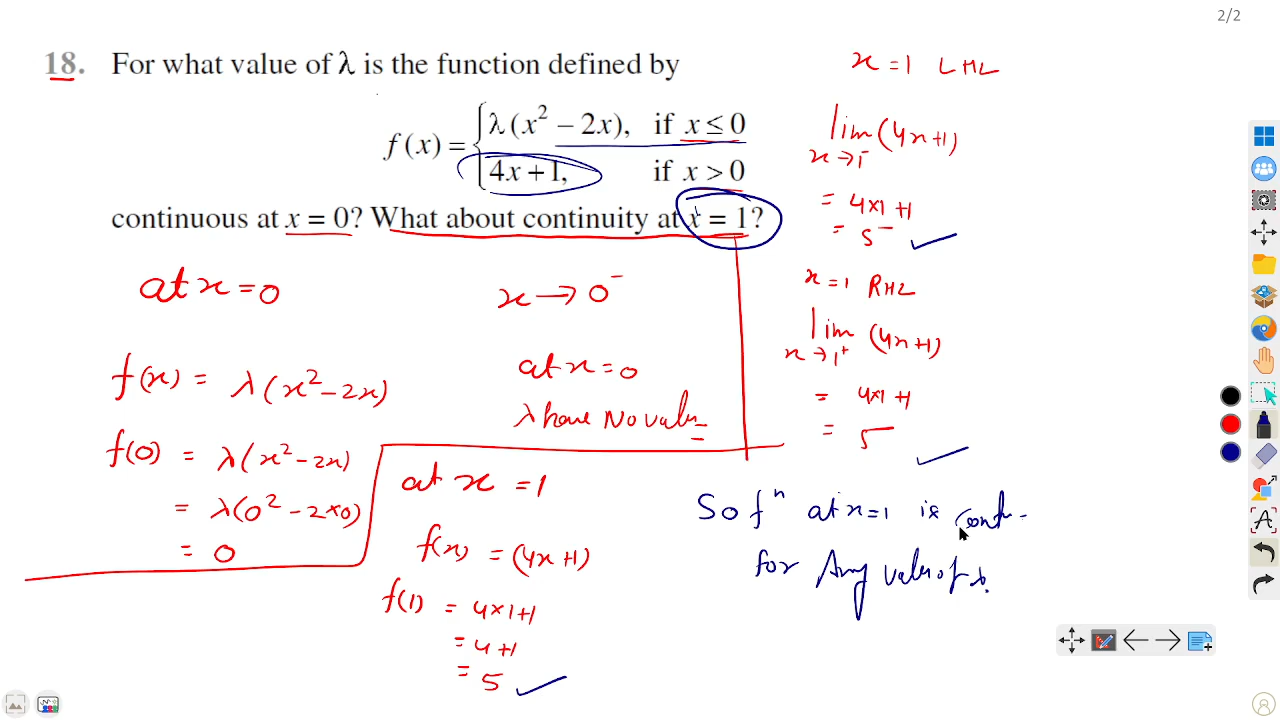 2/2
18. For what value of λ is the function defined by
f(x) = { λ(x² − 2x), if x ≤ 0
4x + 1, if x > 0
continuous at x = 0? What about continuity at x = 1?
at x = 0
f(x) = λ(x² − 2x)
f(0) = λ(x² − 2x)
= λ(0² − 2×0)
= 0
x → 0⁻
at x = 0
λ have No value
at x = 1
f(x) = (4x+1)
f(1) = 4×1+1
= 4+1
= 5
x = 1 LHL
lim (4x+1)
x→1⁻
= 4×1+1
= 5
x = 1 RHL
lim (4x+1)
x→1⁺
= 4×1+1
= 5
So fⁿ at x=1 is
for Any value of